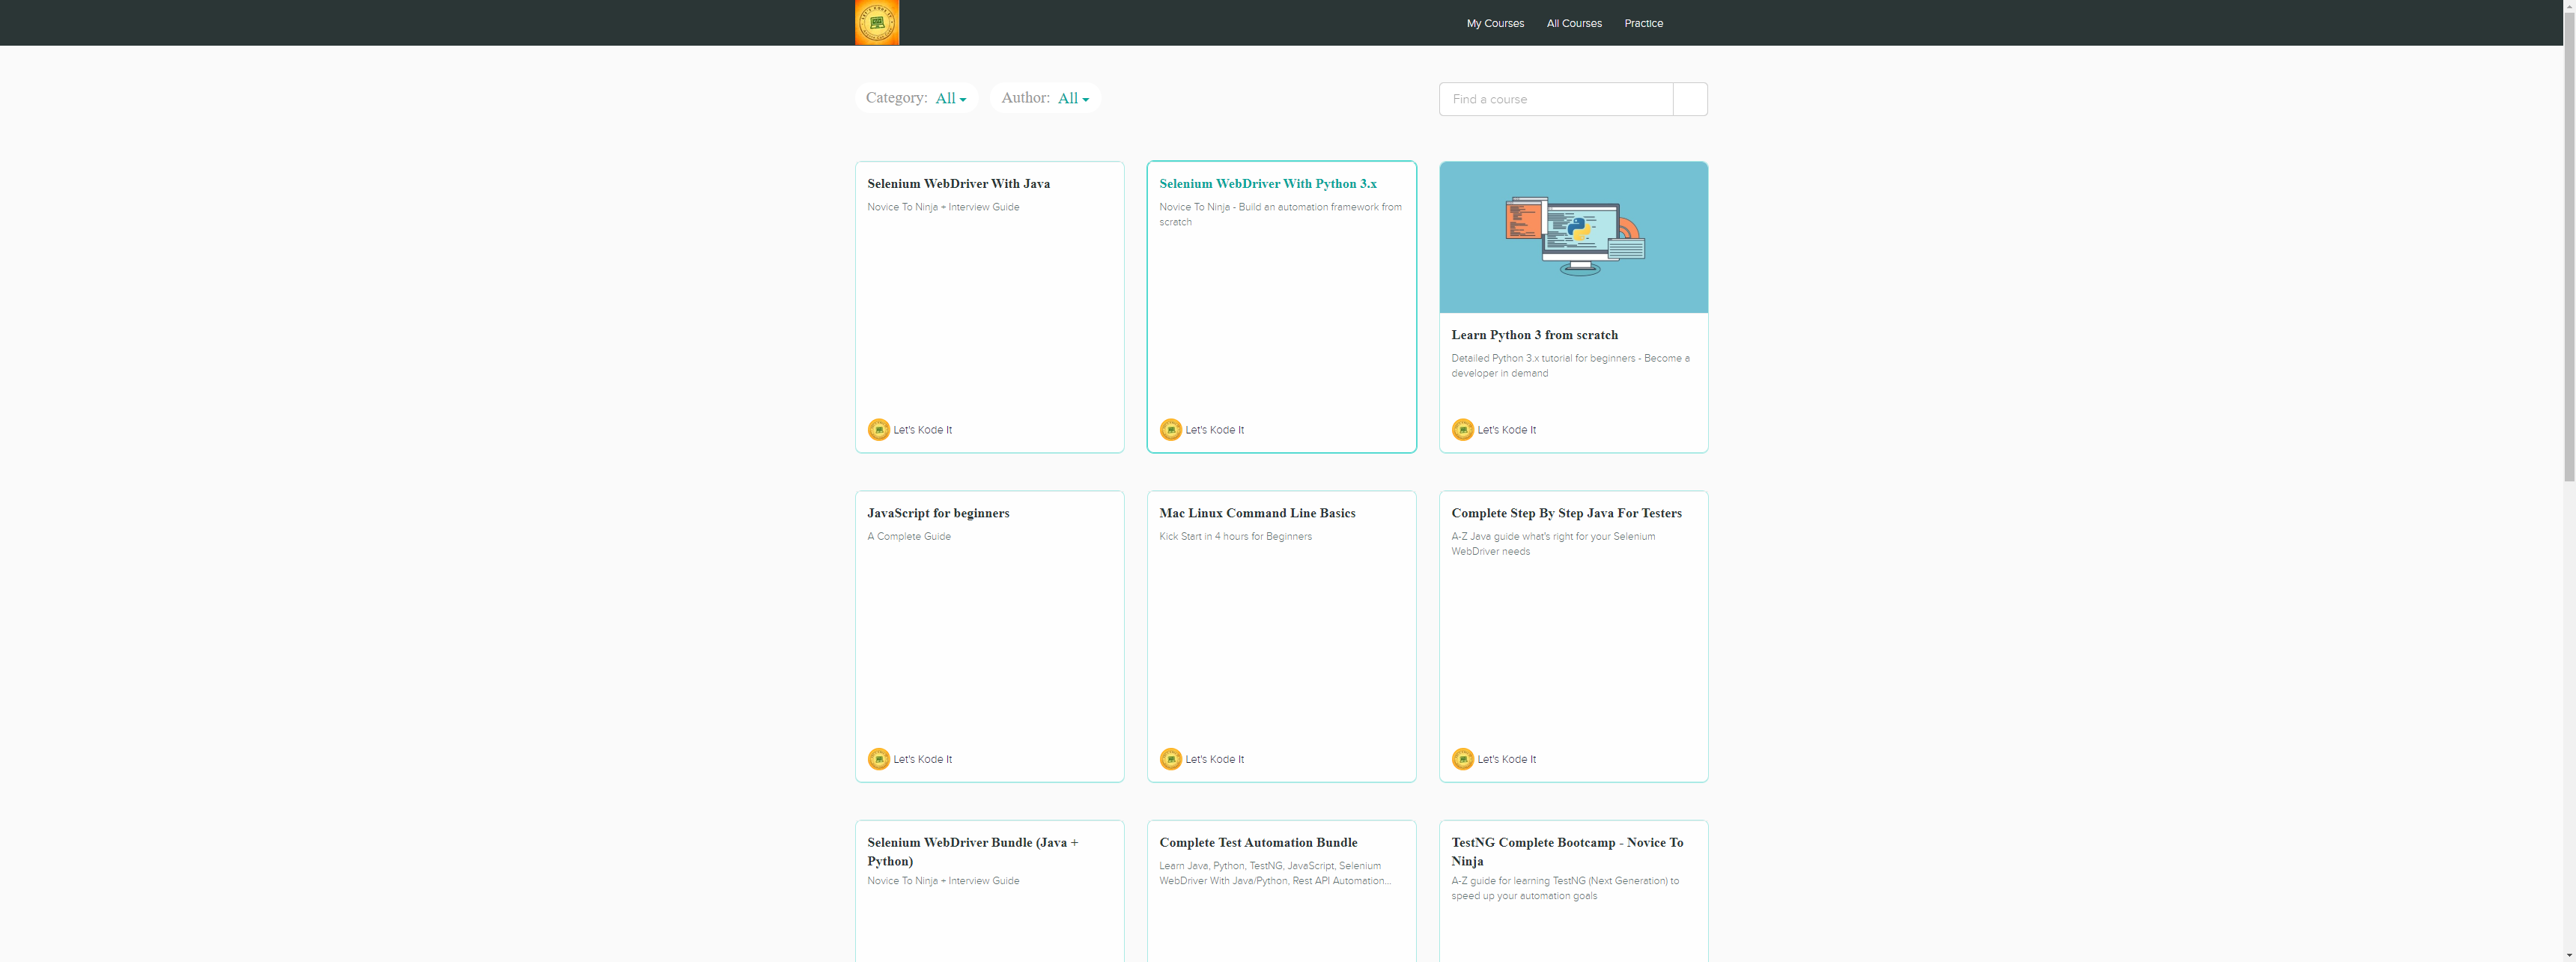 My Courses
All Courses
Practice
Category: All
Author: All
Find a course
Selenium WebDriver With Java
Novice To Ninja + Interview Guide
Let's Kode It
Selenium WebDriver With Python 3.x
Novice To Ninja - Build an automation framework from
scratch
Let's Kode It
Learn Python 3 from scratch
Detailed Python 3.x tutorial for beginners - Become a
developer in demand
Let's Kode It
JavaScript for beginners
A Complete Guide
Let's Kode It
Mac Linux Command Line Basics
Kick Start in 4 hours for Beginners
Let's Kode It
Complete Step By Step Java For Testers
A-Z Java guide what's right for your Selenium
WebDriver needs
Let's Kode It
Selenium WebDriver Bundle (Java +
Python)
Novice To Ninja + Interview Guide
Complete Test Automation Bundle
Learn Java, Python, TestNG, JavaScript, Selenium
WebDriver With Java/Python, Rest API Automation...
TestNG Complete Bootcamp - Novice To
Ninja
A-Z guide for learning TestNG (Next Generation) to
speed up your automation goals